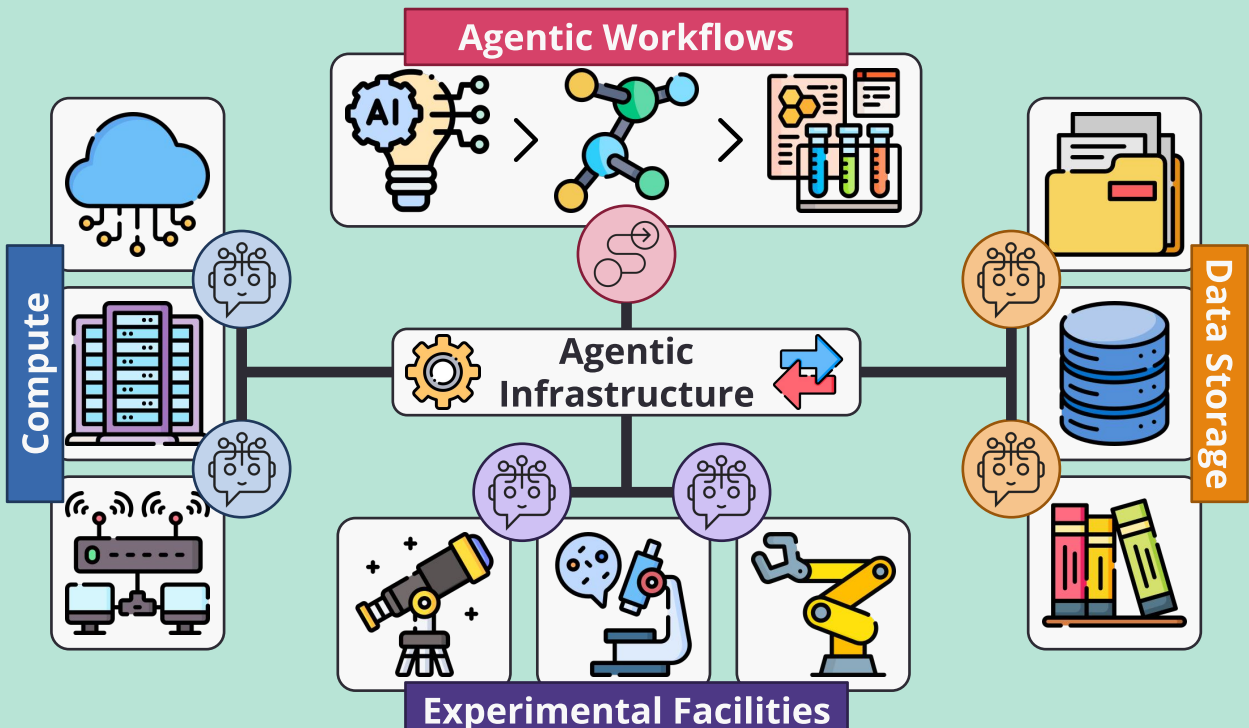 Agentic Workflows
AI
Compute
Agentic
Infrastructure
Data Storage
Experimental Facilities